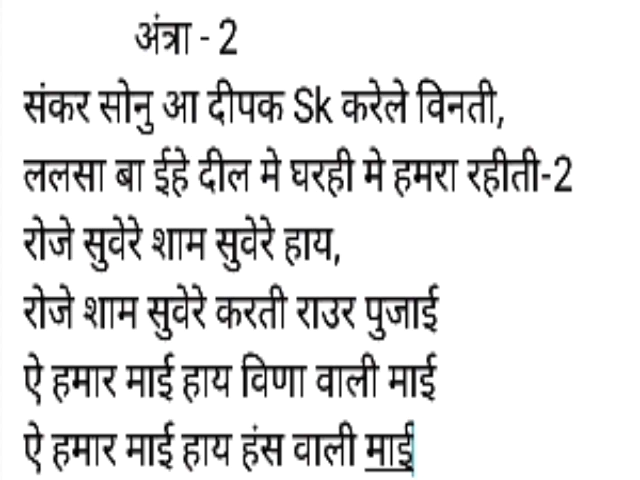 अंत्रा - 2
संकर सोनु आ दीपक Sk करेले विनती,
ललसा बा ईहे दील मे घरही मे हमरा रहीती-2
रोजे सुवेरे शाम सुवेरे हाय,
रोजे शाम सुवेरे करती राउर पुजाई
ऐ हमार माई हाय विणा वाली माई
ऐ हमार माई हाय हंस वाली माई